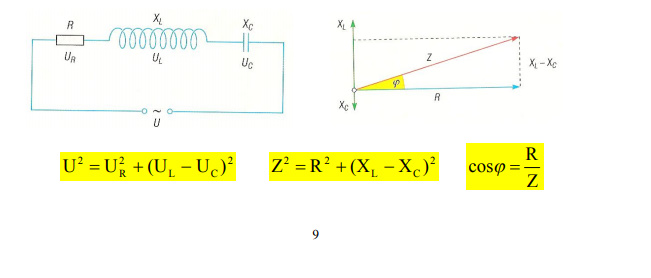 R X_L X_C
U_R U_L U_C
~
U
X_L
Z X_L – X_C
φ
R
X_C
U² = U_R² + (U_L − U_C)² Z² = R² + (X_L − X_C)² cosφ = R/Z
9